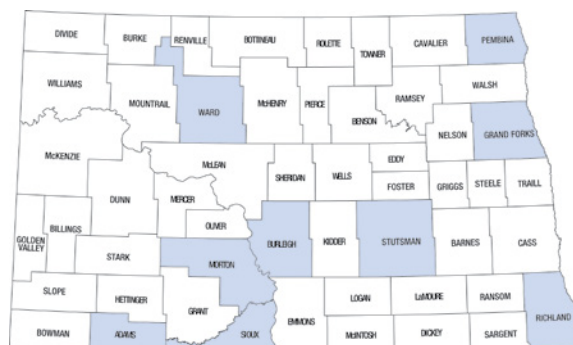 DIVIDE
BURKE
RENVILLE
BOTTINEAU
ROLETTE
TOWNER
CAVALIER
PEMBINA
WILLIAMS
MOUNTRAIL
WARD
McHENRY
PIERCE
BENSON
RAMSEY
WALSH
NELSON
GRAND FORKS
McKENZIE
DUNN
McLEAN
MERCER
OLIVER
SHERIDAN
WELLS
EDDY
FOSTER
GRIGGS
STEELE
TRAILL
GOLDEN
VALLEY
BILLINGS
STARK
MORTON
BURLEIGH
KIDDER
STUTSMAN
BARNES
CASS
SLOPE
HETTINGER
GRANT
EMMONS
LOGAN
LaMOURE
RANSOM
RICHLAND
BOWMAN
ADAMS
SIOUX
McINTOSH
DICKEY
SARGENT